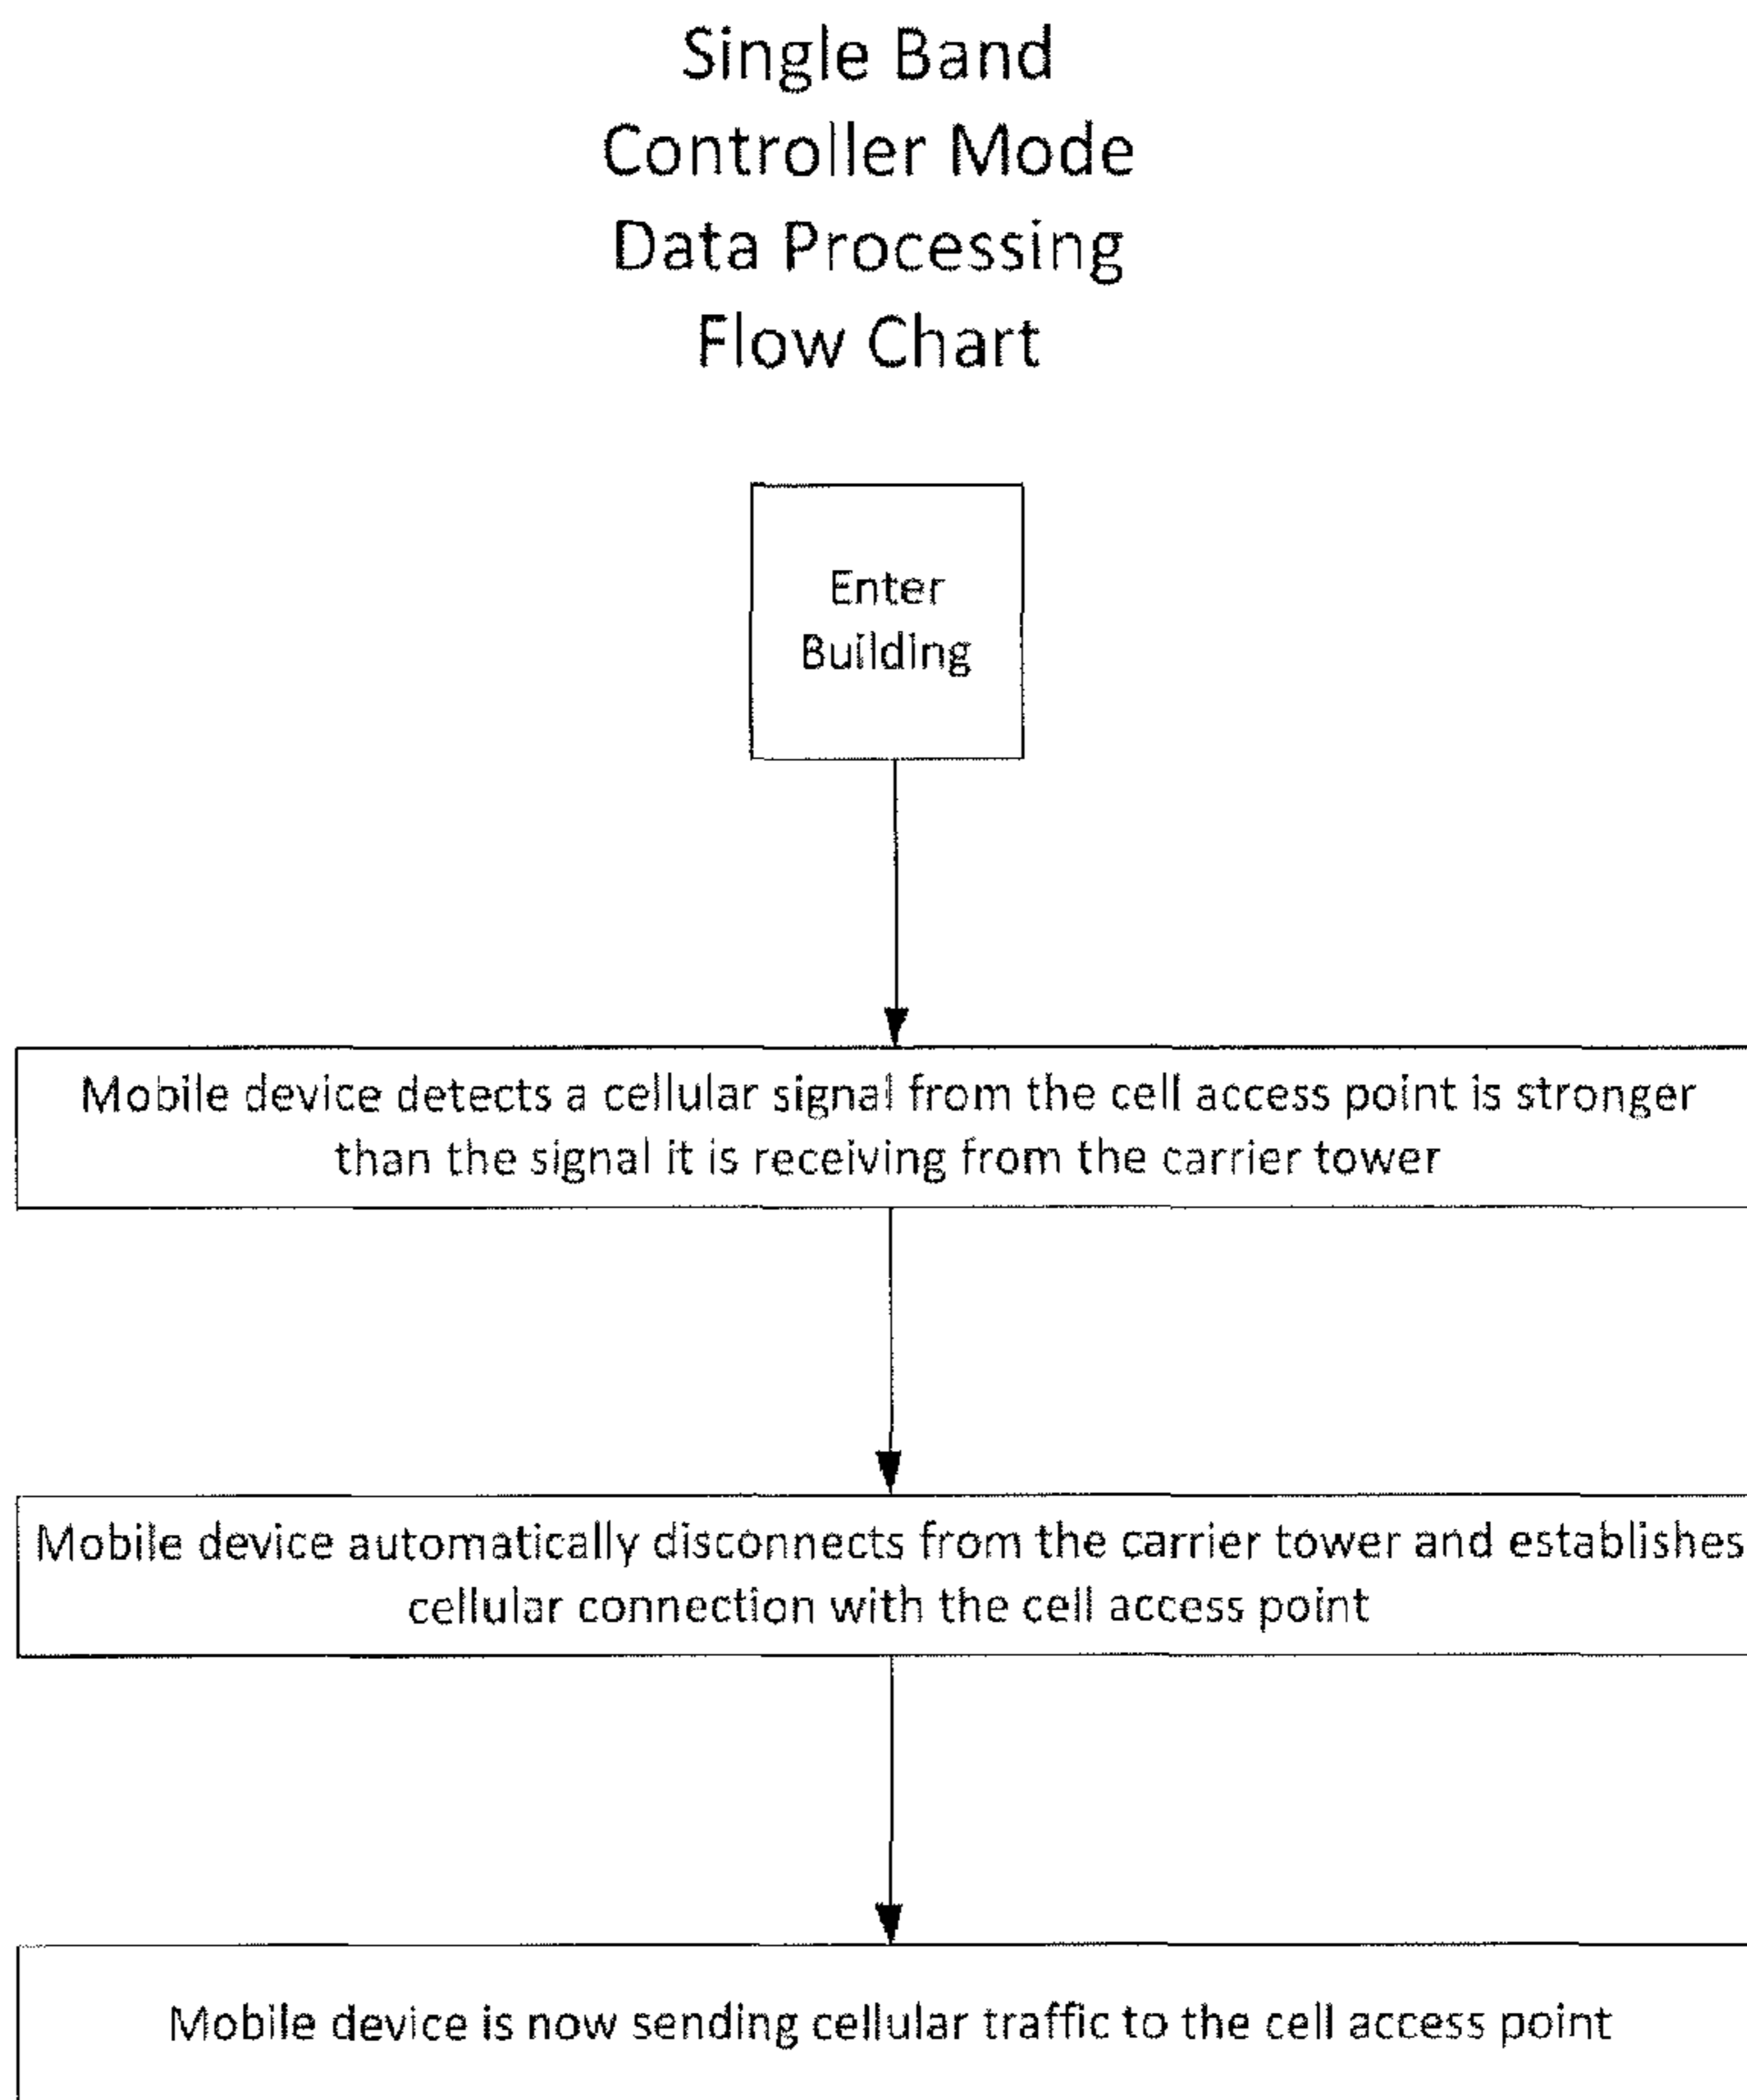 Single Band
Controller Mode
Data Processing
Flow Chart
Enter
Building
Mobile device detects a cellular signal from the cell access point is stronger
than the signal it is receiving from the carrier tower
Mobile device automatically disconnects from the carrier tower and establishes
cellular connection with the cell access point
Mobile device is now sending cellular traffic to the cell access point